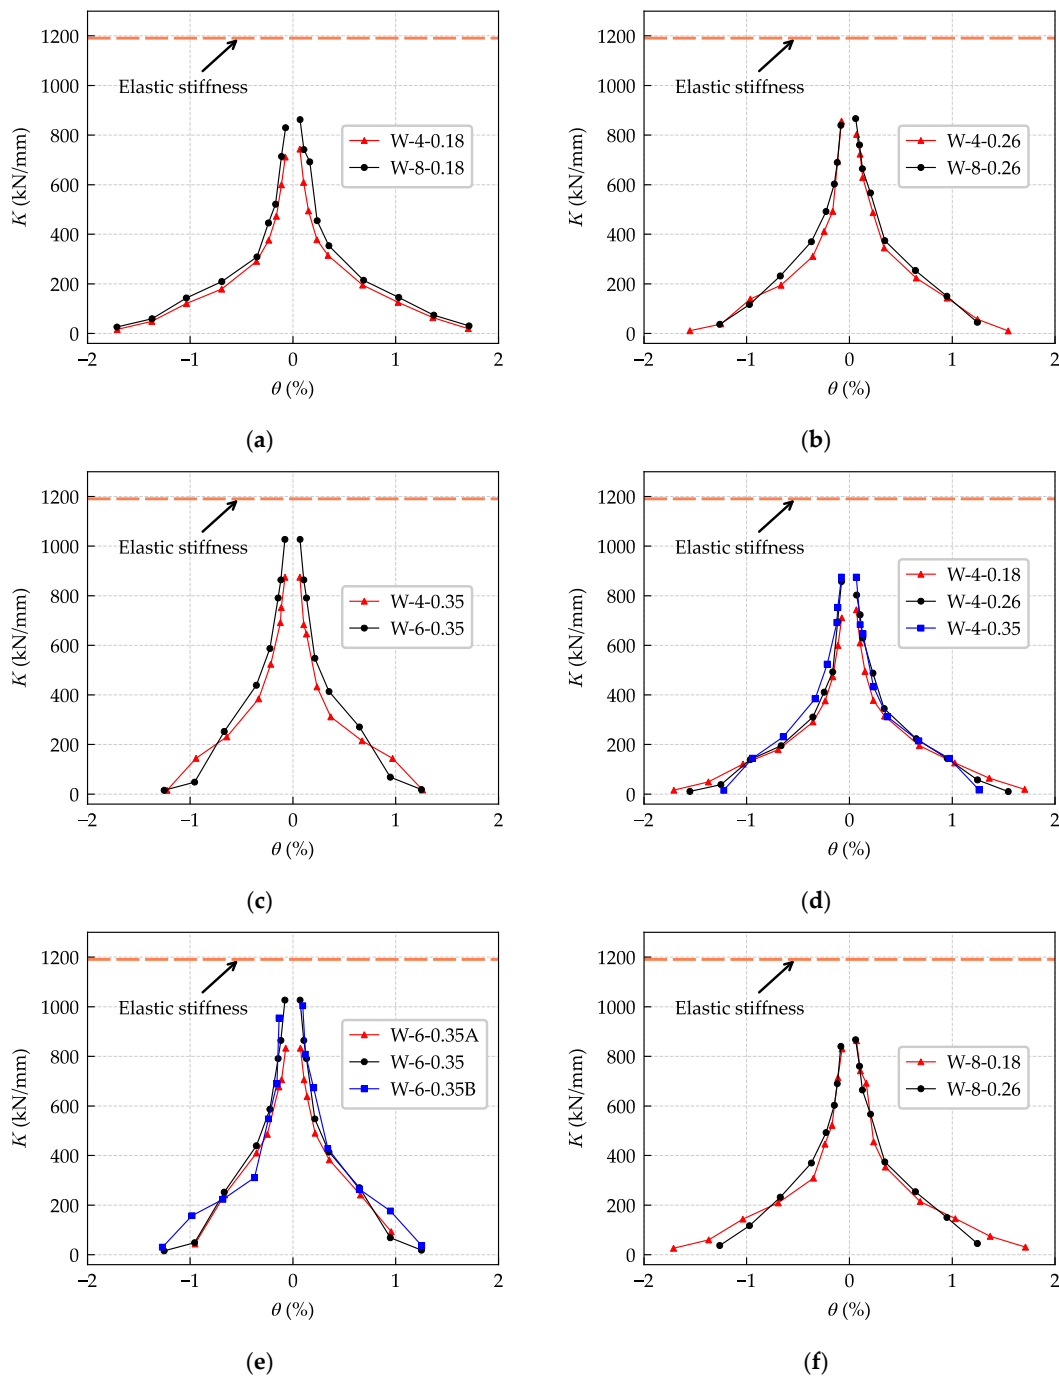 1200
1000
800
600
400
200
0
K (kN/mm)
Elastic stiffness
W-4-0.18
W-8-0.18
−2
−1
0
1
2
θ (%)
(a)
1200
1000
800
600
400
200
0
K (kN/mm)
Elastic stiffness
W-4-0.26
W-8-0.26
−2
−1
0
1
2
θ (%)
(b)
1200
1000
800
600
400
200
0
K (kN/mm)
Elastic stiffness
W-4-0.35
W-6-0.35
−2
−1
0
1
2
θ (%)
(c)
1200
1000
800
600
400
200
0
K (kN/mm)
Elastic stiffness
W-4-0.18
W-4-0.26
W-4-0.35
−2
−1
0
1
2
θ (%)
(d)
1200
1000
800
600
400
200
0
K (kN/mm)
Elastic stiffness
W-6-0.35A
W-6-0.35
W-6-0.35B
−2
−1
0
1
2
θ (%)
(e)
1200
1000
800
600
400
200
0
K (kN/mm)
Elastic stiffness
W-8-0.18
W-8-0.26
−2
−1
0
1
2
θ (%)
(f)